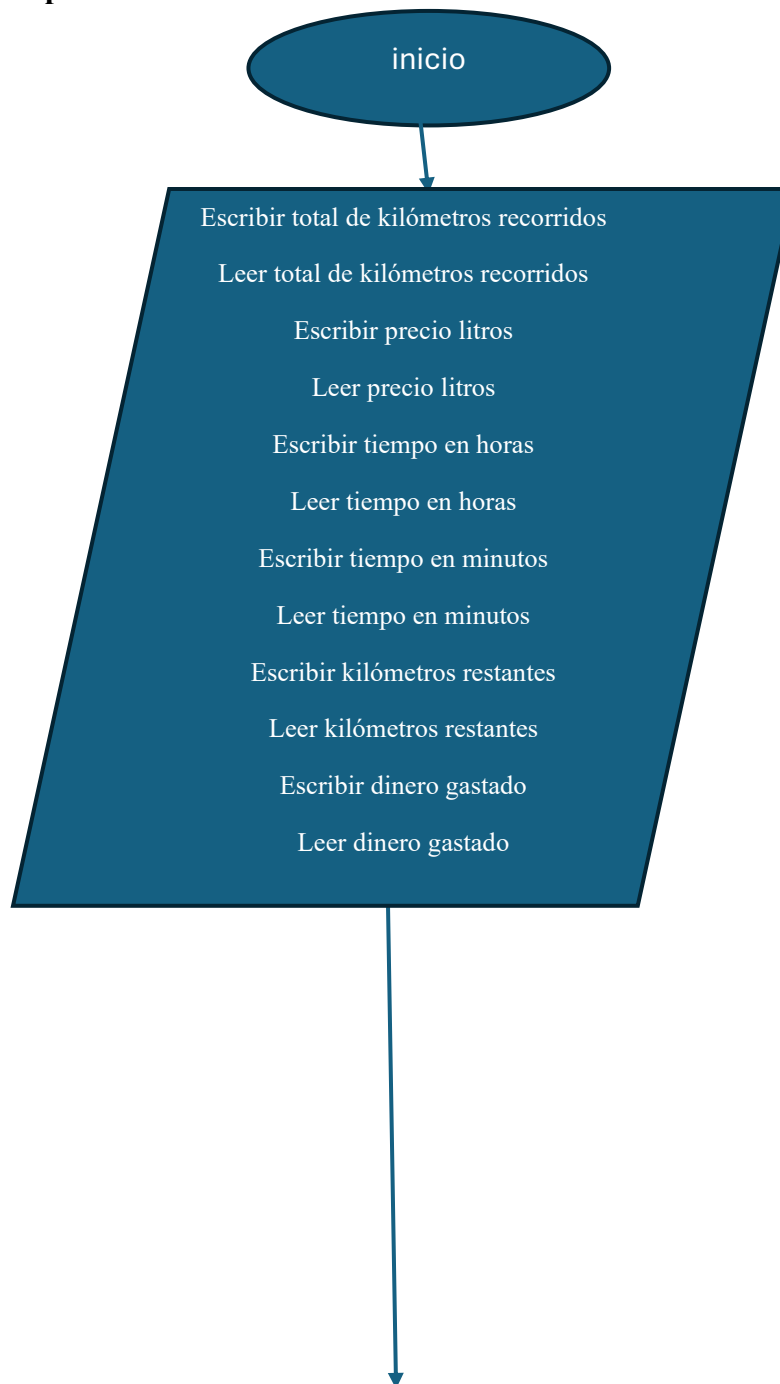 inicio
Escribir total de kilómetros recorridos
Leer total de kilómetros recorridos
Escribir precio litros
Leer precio litros
Escribir tiempo en horas
Leer tiempo en horas
Escribir tiempo en minutos
Leer tiempo en minutos
Escribir kilómetros restantes
Leer kilómetros restantes
Escribir dinero gastado
Leer dinero gastado